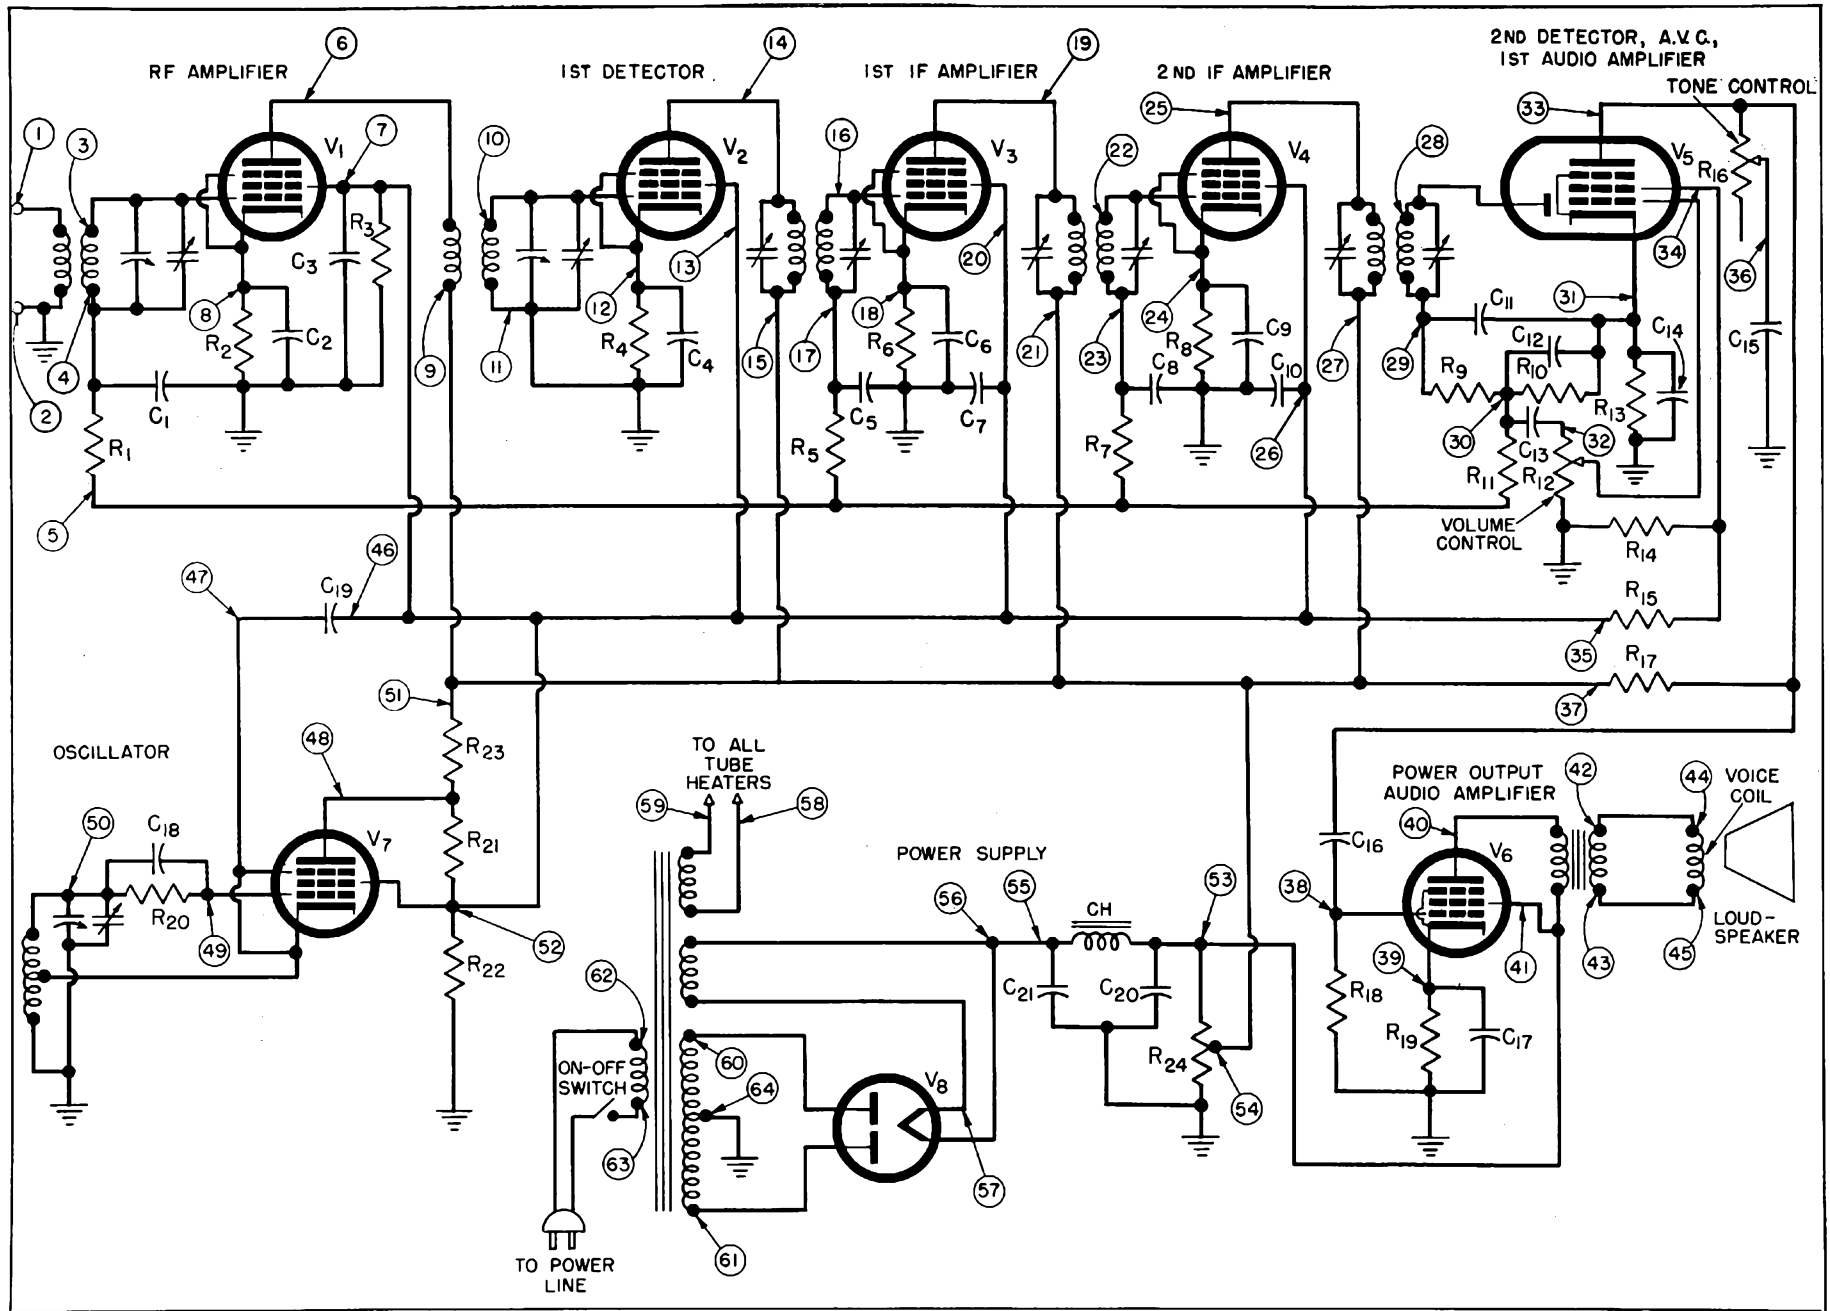 RF AMPLIFIER
1ST DETECTOR
1ST IF AMPLIFIER
2ND IF AMPLIFIER
2ND DETECTOR, A.V.C.,
1ST AUDIO AMPLIFIER
TONE CONTROL
1
2
3
4
5
6
7
8
V1
R3
C3
R2
C2
C1
R1
9
10
11
12
13
14
V2
R4
C4
15
16
17
18
19
20
V3
R6
C6
C5
C7
R5
21
22
23
24
25
26
V4
R8
C9
C8
C10
R7
27
28
29
30
31
32
33
34
V5
R16
36
C15
C11
C12
C14
R9
R10
R13
C13
R11
R12
VOLUME
CONTROL
R14
R15
35
R17
37
47
C19
46
51
OSCILLATOR
48
R23
50
C18
V7
R21
R20
49
52
R22
TO ALL
TUBE
HEATERS
59
58
POWER SUPPLY
56
55
CH
53
C21
C20
R24
54
62
ON-OFF
SWITCH
60
64
63
V8
57
61
TO POWER
LINE
POWER OUTPUT
AUDIO AMPLIFIER
42
44
VOICE
COIL
40
C16
V6
38
39
41
43
45
LOUD-
SPEAKER
R18
R19
C17